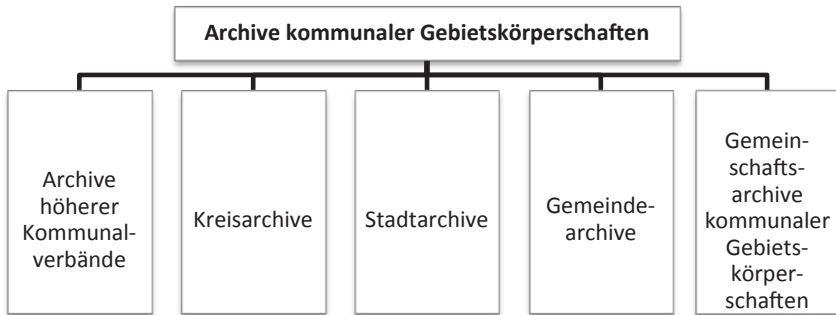 Archive kommunaler Gebietskörperschaften
Archive
höherer
Kommunal-
verbände
Kreisarchive
Stadtarchive
Gemeinde-
archive
Gemein-
schafts-
archive
kommunaler
Gebiets-
körper-
schaften